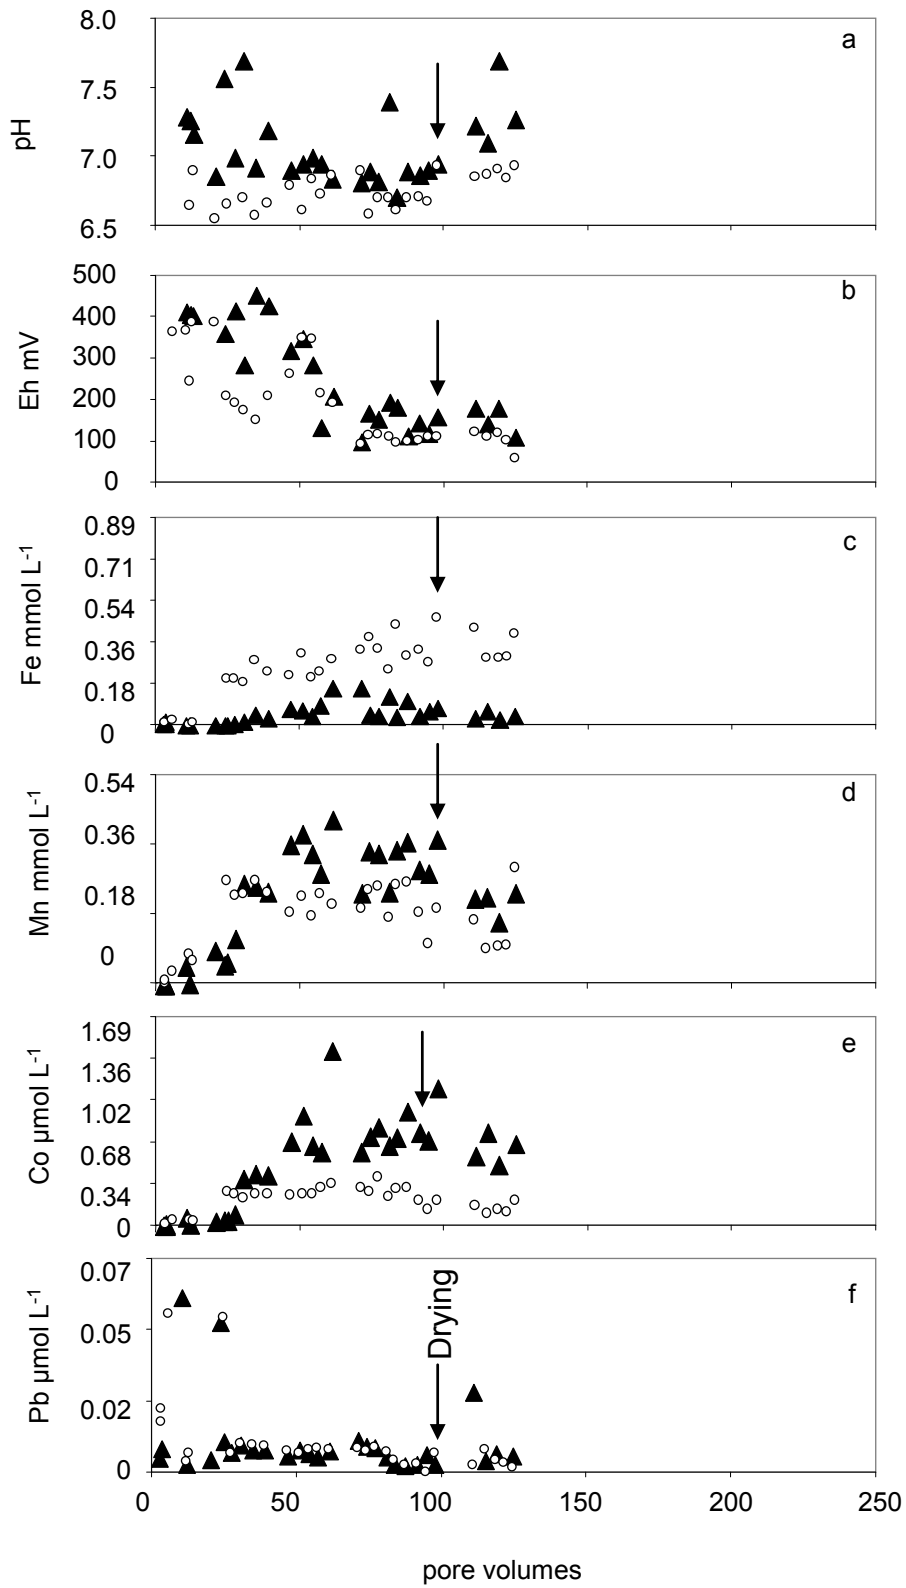 8.0
7.5
7.0
6.5
pH
a
500
400
300
200
100
0
Eh mV
b
0.89
0.71
0.54
0.36
0.18
0
Fe mmol L-1
c
0.54
0.36
0.18
0
Mn mmol L-1
d
1.69
1.36
1.02
0.68
0.34
0
Co µmol L-1
e
0.07
0.05
0.02
0
Pb µmol L-1
Drying
f
0 50 100 150 200 250
pore volumes